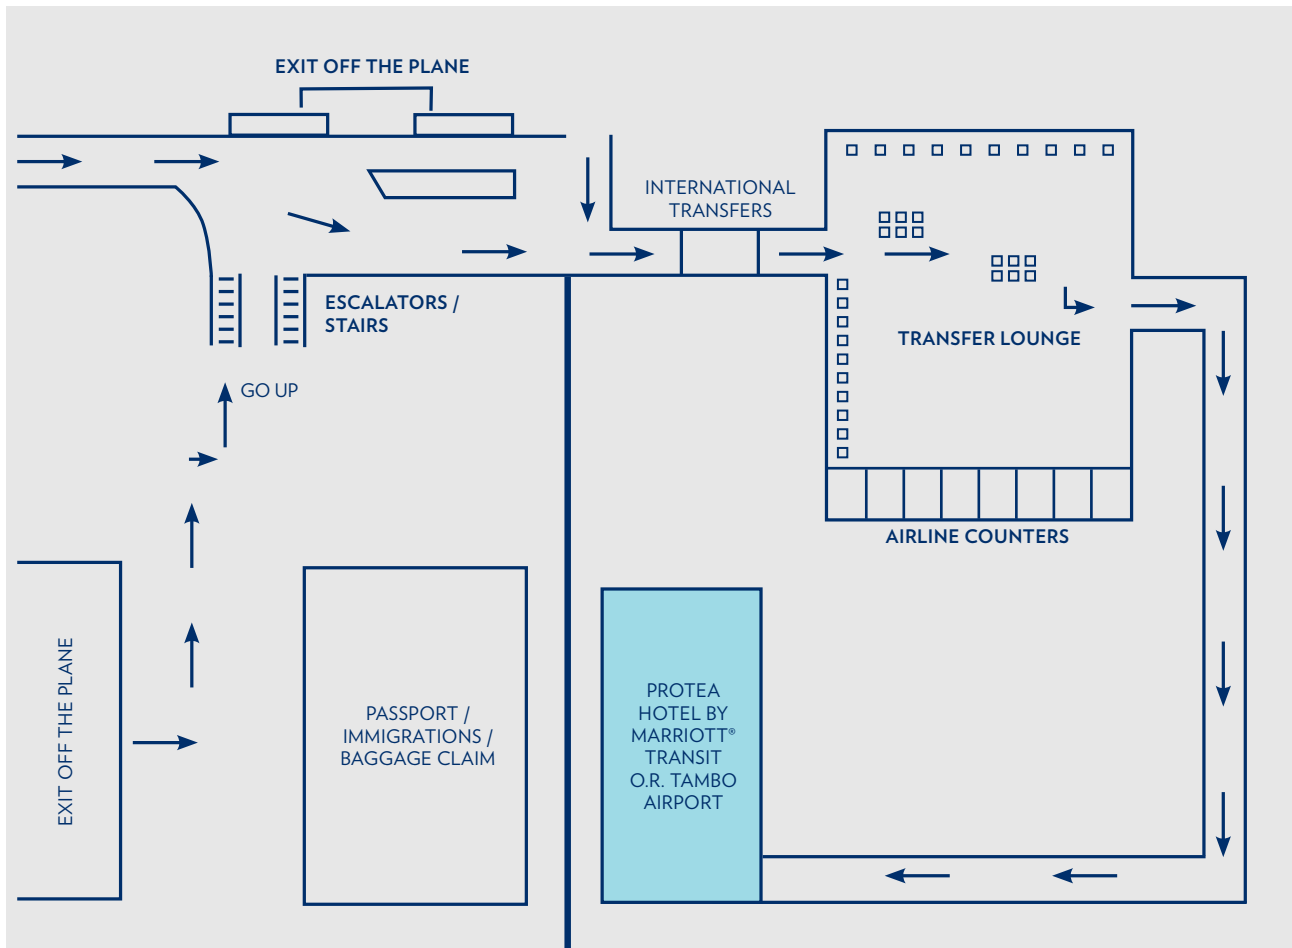 EXIT OFF THE PLANE
INTERNATIONAL
TRANSFERS
ESCALATORS /
STAIRS
TRANSFER LOUNGE
GO UP
AIRLINE COUNTERS
EXIT OFF THE PLANE
PASSPORT /
IMMIGRATIONS /
BAGGAGE CLAIM
PROTEA
HOTEL BY
MARRIOTT®
TRANSIT
O.R. TAMBO
AIRPORT